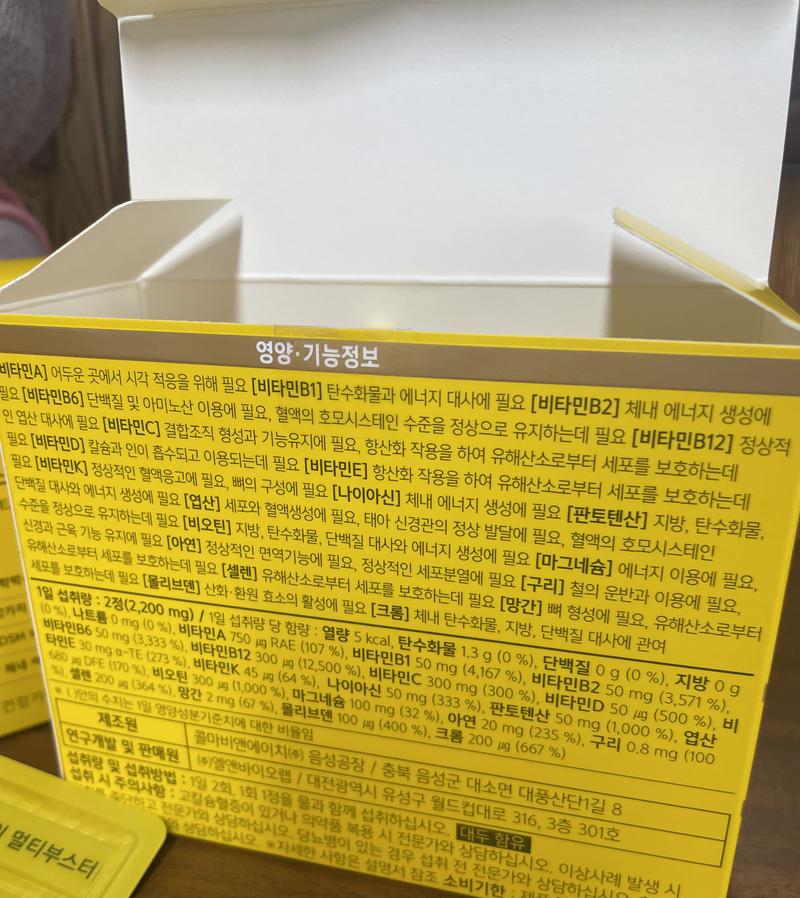 영양·기능정보
비타민A] 어두운 곳에서 시각 적응을 위해 필요 [비타민B1] 탄수화물과 에너지 대사에 필요 [비타민B2] 체내 에너지 생성에
필요 [비타민B6] 단백질 및 아미노산 이용에 필요, 혈액의 호모시스테인 수준을 정상으로 유지하는데 필요 [비타민B12] 정상적
인 엽산 대사에 필요 [비타민C] 결합조직 형성과 기능유지에 필요, 항산화 작용을 하여 유해산소로부터 세포를 보호하는데
필요 [비타민D] 칼슘과 인이 흡수되고 이용되는데 필요 [비타민E] 항산화 작용을 하여 유해산소로부터 세포를 보호하는데
필요 [비타민K] 정상적인 혈액응고에 필요, 뼈의 구성에 필요 [나이아신] 체내 에너지 생성에 필요 [판토텐산] 지방, 탄수화물,
단백질 대사와 에너지 생성에 필요 [엽산] 세포와 혈액생성에 필요, 태아 신경관의 정상 발달에 필요, 혈액의 호모시스테인
수준을 정상으로 유지하는데 필요 [비오틴] 지방, 탄수화물, 단백질 대사와 에너지 생성에 필요 [마그네슘] 에너지 이용에 필요,
신경과 근육 기능 유지에 필요 [아연] 정상적인 면역기능에 필요, 정상적인 세포분열에 필요 [구리] 철의 운반과 이용에 필요,
유해산소로부터 세포를 보호하는데 필요 [셀렌] 유해산소로부터 세포를 보호하는데 필요 [망간] 뼈 형성에 필요, 유해산소로부터
세포를 보호하는데 필요 [몰리브덴] 산화·환원 효소의 활성에 필요 [크롬] 체내 탄수화물, 지방, 단백질 대사에 관여
1일 섭취량 : 2정(2,200 mg) / 1일 섭취량 당 함량 : 열량 5 kcal, 탄수화물 1.3 g (0 %), 단백질 0 g (0 %), 지방 0 g
(0 %), 나트륨 0 mg (0 %), 비타민A 750 ㎍ RAE (107 %), 비타민B1 50 mg (4,167 %), 비타민B2 50 mg (3,571 %),
비타민B6 50 mg (3,333 %), 비타민B12 300 ㎍ (12,500 %), 비타민C 300 mg (300 %), 비타민D 50 ㎍ (500 %), 비
타민E 30 mg α-TE (273 %), 비타민K 45 ㎍ (64 %), 나이아신 50 mg (333 %), 판토텐산 50 mg (1,000 %), 엽산
680 ㎍ DFE (170 %), 비오틴 300 ㎍ (1,000 %), 마그네슘 100 mg (32 %), 아연 20 mg (235 %), 구리 0.8 mg (100
%), 셀렌 200 ㎍ (364 %), 망간 2 mg (67 %), 몰리브덴 100 ㎍ (400 %), 크롬 200 ㎍ (667 %)
※ ( )안의 수치는 1일 영양성분기준치에 대한 비율임
제조원 콜마비앤에이치㈜ 음성공장 / 충북 음성군 대소면 대풍산단1길 8
연구개발 및 판매원 ㈜엘앤바이오랩 / 대전광역시 유성구 월드컵대로 316, 3층 301호
섭취량 및 섭취방법 : 1일 2회, 1회 1정을 물과 함께 섭취하십시오. 대두 함유
섭취 시 주의사항 : 고칼슘혈증이 있거나 의약품 복용 시 전문가와 상담하십시오. 이상사례 발생 시
중단하고 전문가와 상담하십시오. 당뇨병이 있는 경우 섭취 전 전문가와 상담하십시오
상담하십시오. ※자세한 사항은 설명서 참조 소비기한 : 제품
멀티부스터